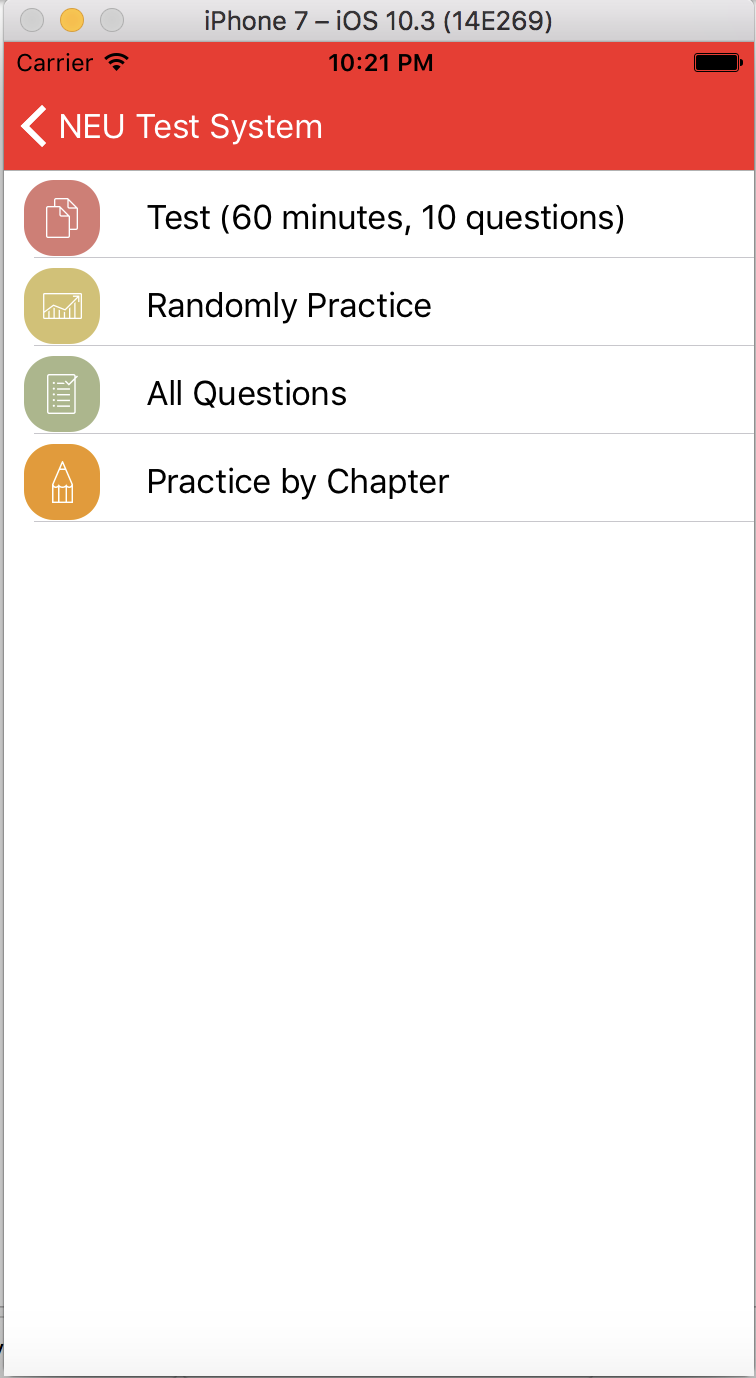 iPhone 7 – iOS 10.3 (14E269)
Carrier 10:21 PM
NEU Test System
Test (60 minutes, 10 questions)
Randomly Practice
All Questions
Practice by Chapter